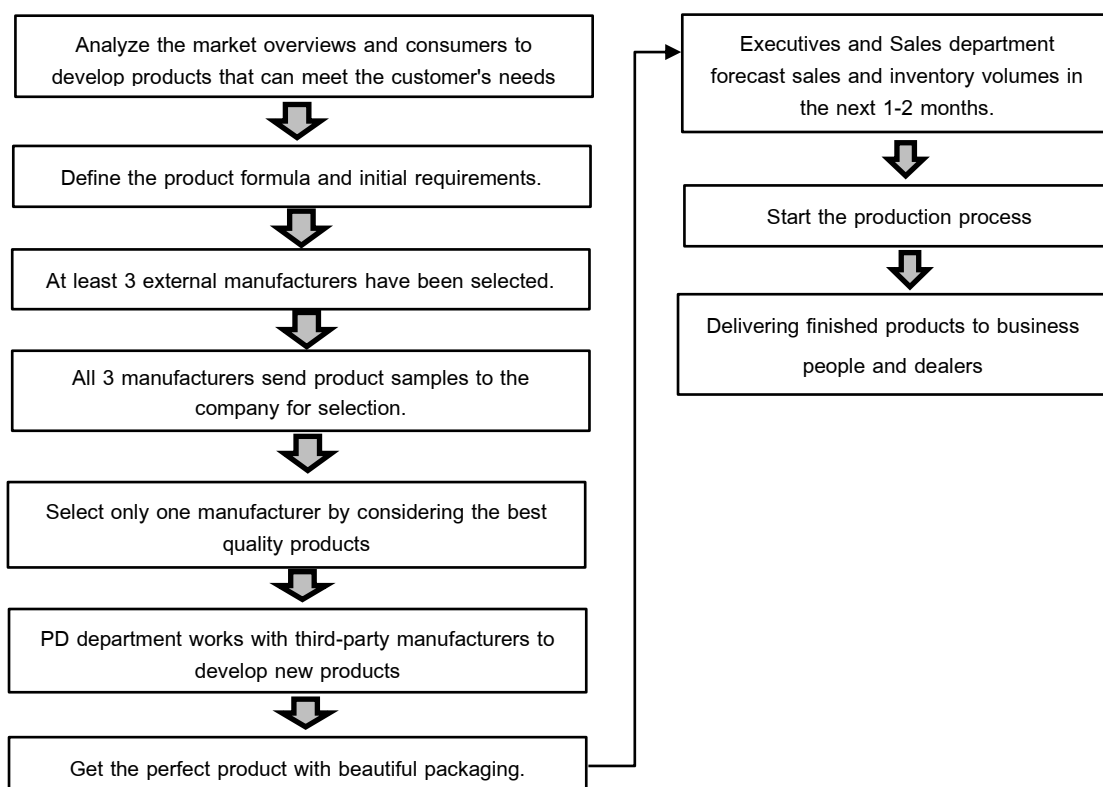 Analyze the market overviews and consumers to
develop products that can meet the customer's needs
Define the product formula and initial requirements.
At least 3 external manufacturers have been selected.
All 3 manufacturers send product samples to the
company for selection.
Select only one manufacturer by considering the best
quality products
PD department works with third-party manufacturers to
develop new products
Get the perfect product with beautiful packaging.
Executives and Sales department
forecast sales and inventory volumes in
the next 1-2 months.
Start the production process
Delivering finished products to business
people and dealers